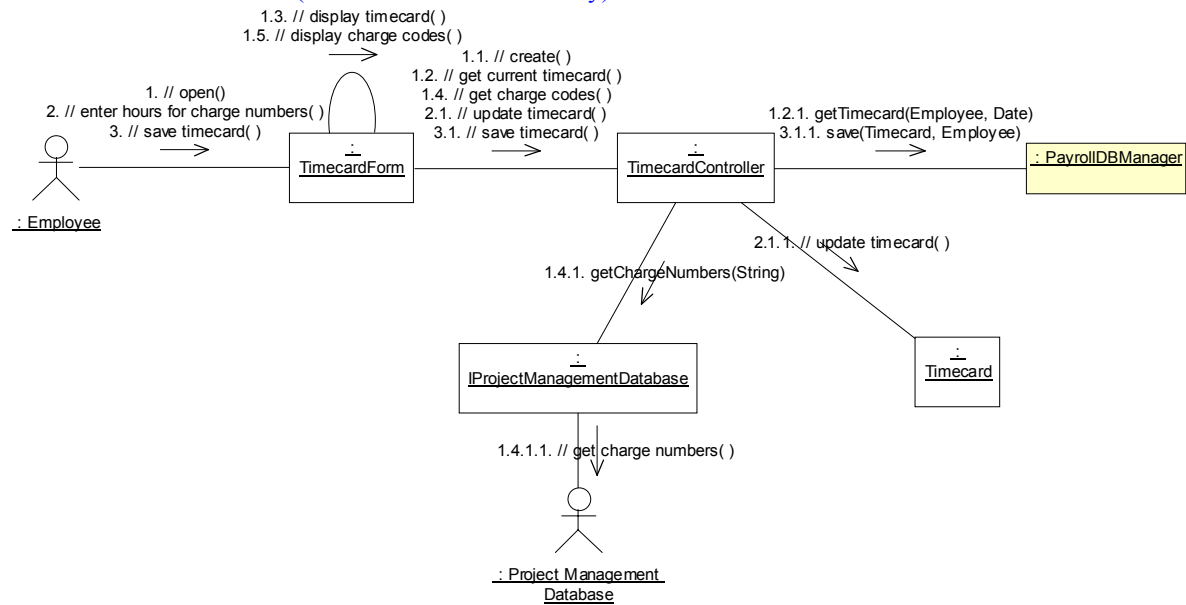 1.3. // display timecard( )
1.5. // display charge codes( )
1.1. // create( )
1.2. // get current timecard( )
1.4. // get charge codes( )
2.1. // update timecard( )
3.1. // save timecard( )
1. // open()
2. // enter hours for charge numbers( )
3. // save timecard( )
1.2.1. getTimecard(Employee, Date)
3.1.1. save(Timecard, Employee)
: Employee
:
TimecardForm
:
TimecardController
: PayrollDBManager
2.1.1. // update timecard( )
1.4.1. getChargeNumbers(String)
:
IProjectManagementDatabase
:
Timecard
1.4.1.1. // get charge numbers( )
: Project Management
Database